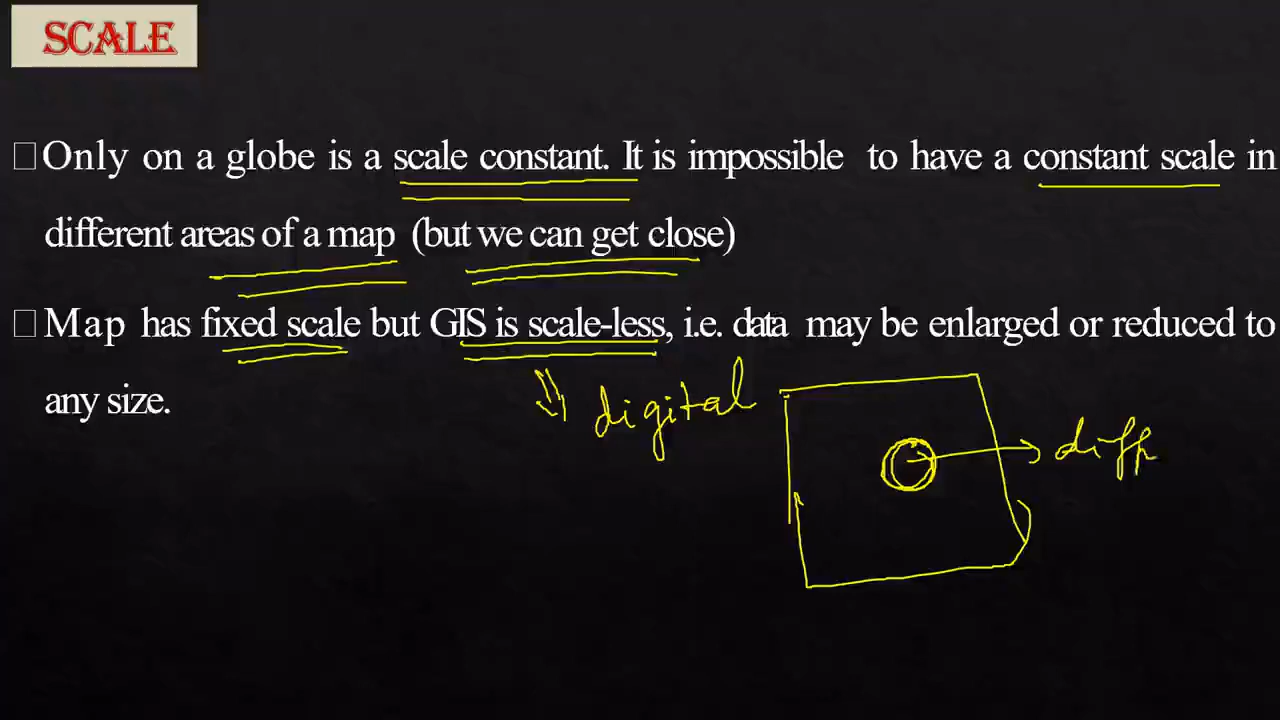 SCALE
Only on a globe is a scale constant. It is impossible to have a constant scale in
different areas of a map (but we can get close)
Map has fixed scale but GIS is scale-less, i.e. data may be enlarged or reduced to
any size.
digital
diff